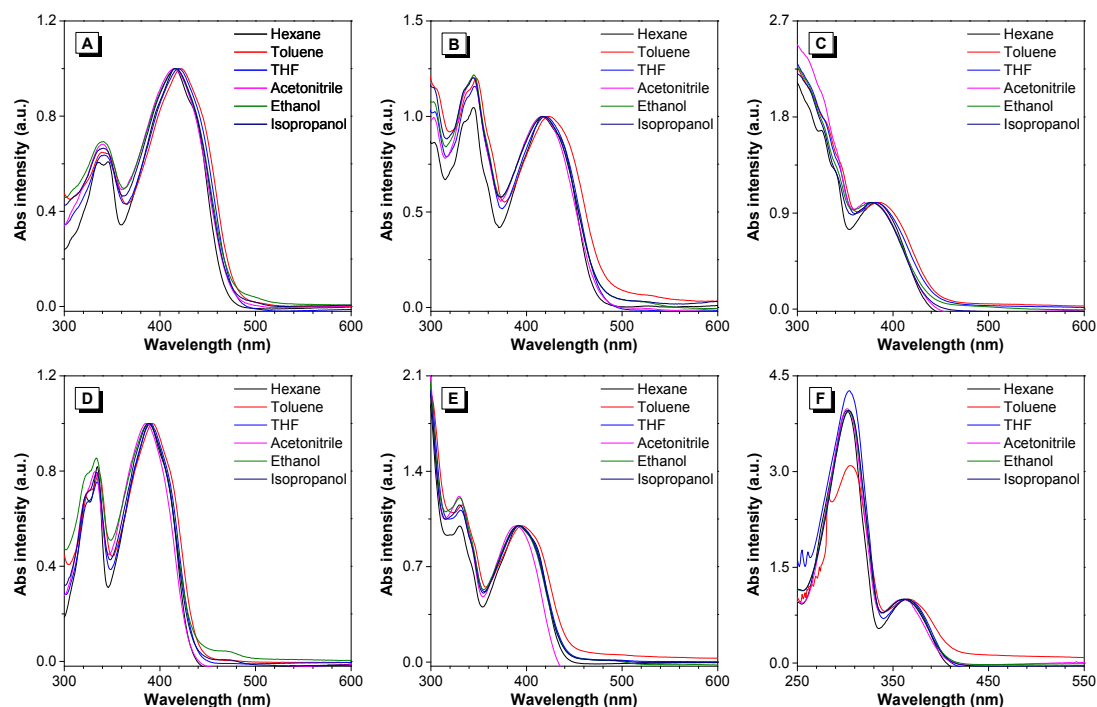 A
Hexane
Toluene
THF
Acetonitrile
Ethanol
Isopropanol
1.2
0.8
0.4
0.0
300
400
500
600
Abs intensity (a.u.)
Wavelength (nm)
B
Hexane
Toluene
THF
Acetonitrile
Ethanol
Isopropanol
1.5
1.0
0.5
0.0
300
400
500
600
Abs intensity (a.u.)
Wavelength (nm)
C
Hexane
Toluene
THF
Acetonitrile
Ethanol
Isopropanol
2.7
1.8
0.9
0.0
300
400
500
600
Abs intensity (a.u.)
Wavelength (nm)
D
Hexane
Toluene
THF
Acetonitrile
Ethanol
Isopropanol
1.2
0.8
0.4
0.0
300
400
500
600
Abs intensity (a.u.)
Wavelength (nm)
E
Hexane
Toluene
THF
Acetonitrile
Ethanol
Isopropanol
2.1
1.4
0.7
0.0
300
400
500
600
Abs intensity (a.u.)
Wavelength (nm)
F
Hexane
Toluene
THF
Acetonitrile
Ethanol
Isopropanol
4.5
3.0
1.5
0.0
250
350
450
550
Abs intensity (a.u.)
Wavelength (nm)